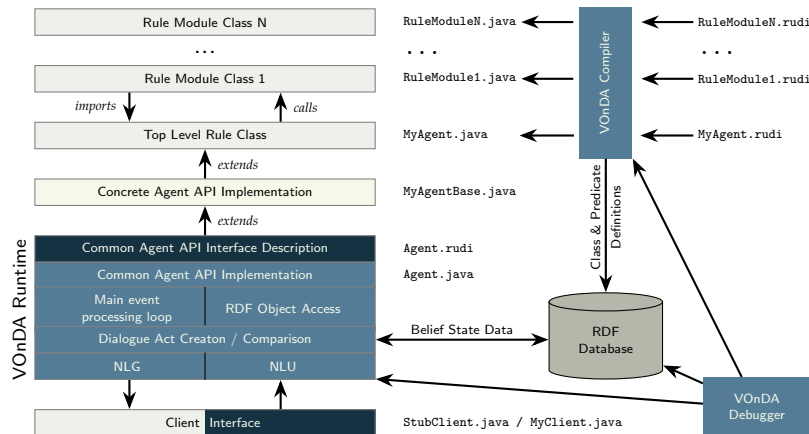 Rule Module Class N
RuleModuleN.java
RuleModuleN.rudi
...
...
...
Rule Module Class 1
RuleModule1.java
RuleModule1.rudi
VOnDA Compiler
imports
calls
Top Level Rule Class
MyAgent.java
MyAgent.rudi
extends
Concrete Agent API Implementation
MyAgentBase.java
Class & Predicate
Definitions
extends
VOnDA Runtime
Common Agent API Interface Description
Agent.rudi
Common Agent API Implementation
Agent.java
Main event
processing loop
RDF Object Access
Dialogue Act Creaton / Comparison
Belief State Data
RDF
Database
NLG
NLU
VOnDA
Debugger
Client Interface
StubClient.java / MyClient.java